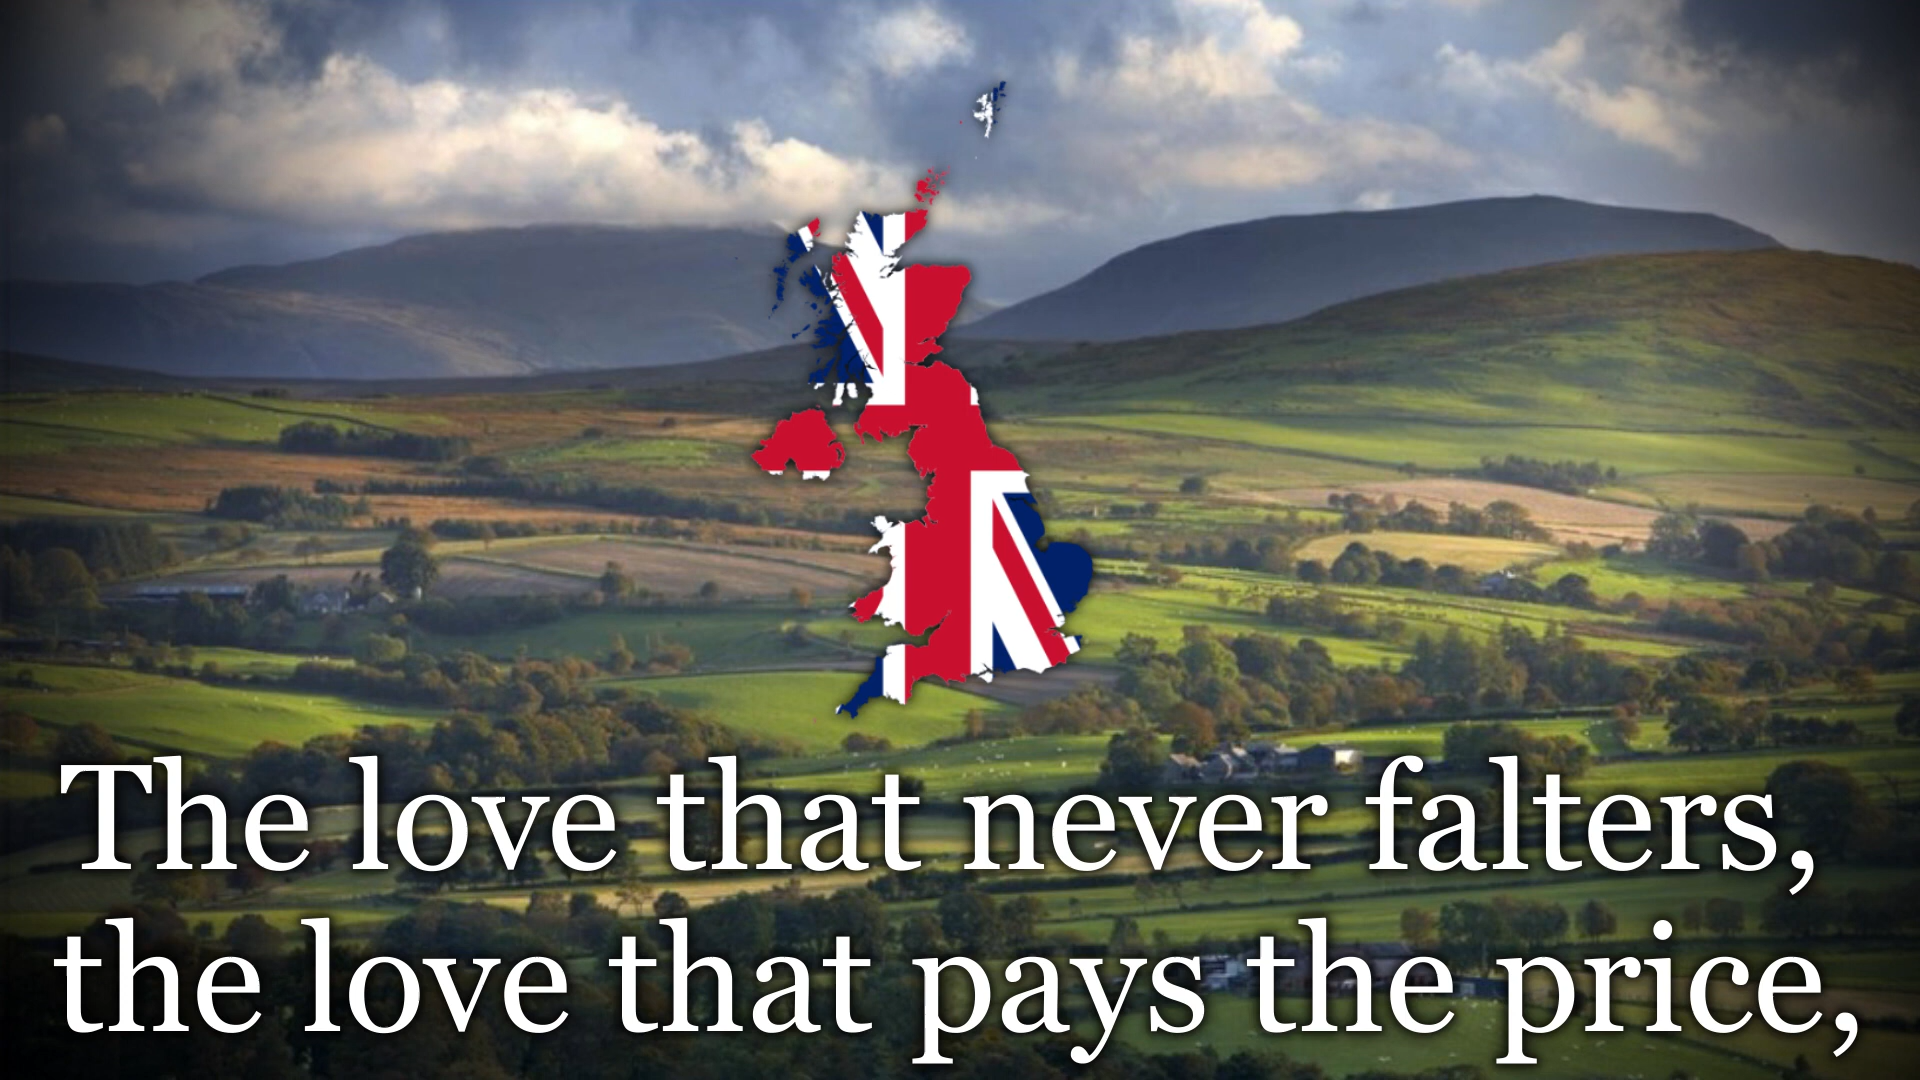 The love that never falters,
the love that pays the price,